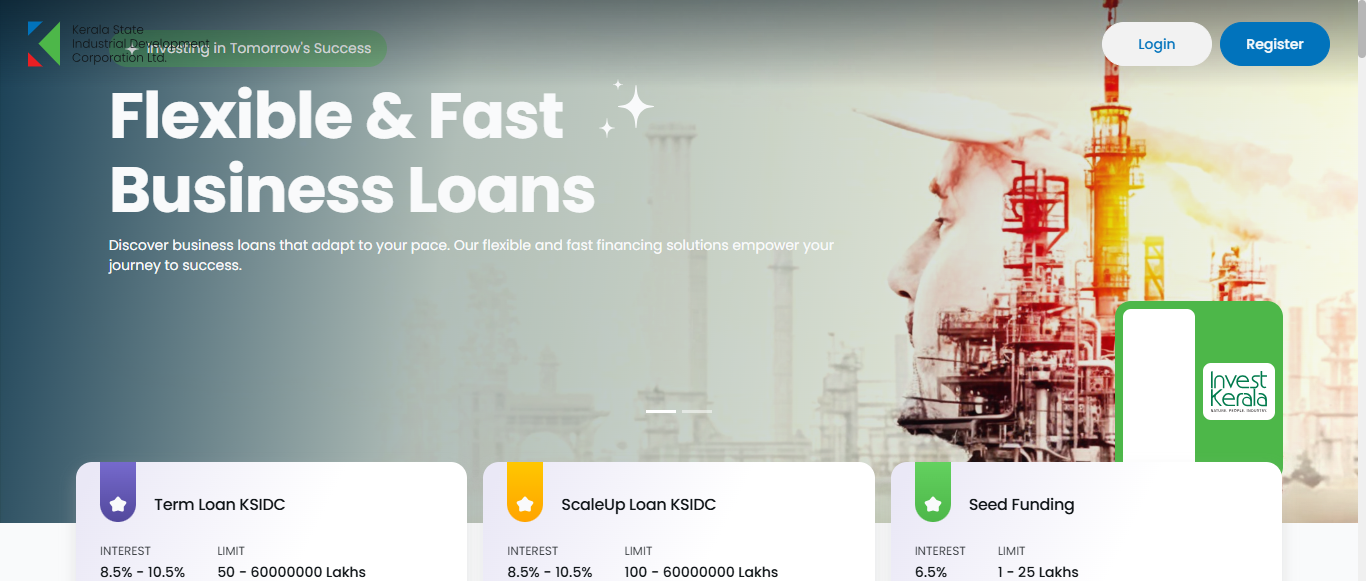 Kerala State
Industrial Development
Corporation Ltd.
Investing in Tomorrow's Success
Login
Register
Flexible & Fast
Business Loans
Discover business loans that adapt to your pace. Our flexible and fast financing solutions empower your
journey to success.
Invest
Kerala
NATURE. PEOPLE. INDUSTRY.
Term Loan KSIDC
INTEREST LIMIT
8.5% - 10.5% 50 - 60000000 Lakhs
ScaleUp Loan KSIDC
INTEREST LIMIT
8.5% - 10.5% 100 - 60000000 Lakhs
Seed Funding
INTEREST LIMIT
6.5% 1 - 25 Lakhs